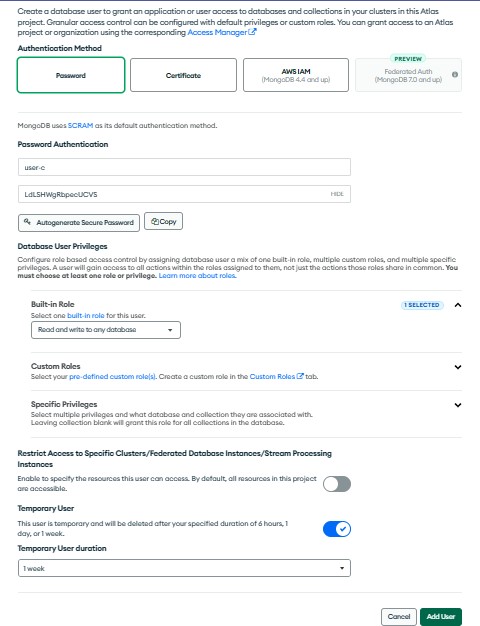 Create a database user to grant an application or user access to databases and collections in your clusters in this Atlas
project. Granular access control can be configured with default privileges or custom roles. You can grant access to an Atlas
project or organization using the corresponding Access Manager
Authentication Method
PREVIEW
Password
Certificate
AWS IAM
(MongoDB 4.4 and up)
Federated Auth
(MongoDB 7.0 and up)
MongoDB uses SCRAM as its default authentication method.
Password Authentication
user-c
LdLSHWgRbpecUCVS
HIDE
Autogenerate Secure Password
Copy
Database User Privileges
Configure role based access control by assigning database user a mix of one built-in role, multiple custom roles, and multiple specific
privileges. A user will gain access to all actions within the roles assigned to them, not just the actions those roles share in common. You
must choose at least one role or privilege. Learn more about roles.
Built-in Role
1 SELECTED
Select one built-in role for this user.
Read and write to any database
Custom Roles
Select your pre-defined custom role(s). Create a custom role in the Custom Roles tab.
Specific Privileges
Select multiple privileges and what database and collection they are associated with.
Leaving collection blank will grant this role for all collections in the database.
Restrict Access to Specific Clusters/Federated Database Instances/Stream Processing
Instances
Enable to specify the resources this user can access. By default, all resources in this project
are accessible.
Temporary User
This user is temporary and will be deleted after your specified duration of 6 hours, 1
day, or 1 week.
Temporary User duration
1 week
Cancel
Add User